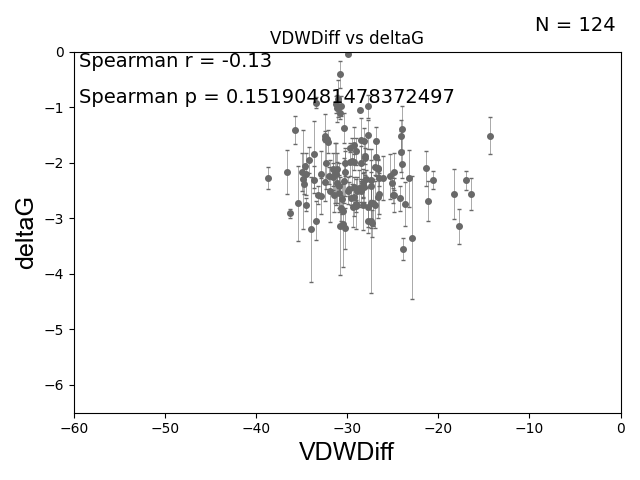 N = 124
VDWDiff vs deltaG
Spearman r = -0.13
Spearman p = 0.15190481478372497
0
−1
−2
−3
−4
−5
−6
deltaG
−60 −50 −40 −30 −20 −10 0
VDWDiff